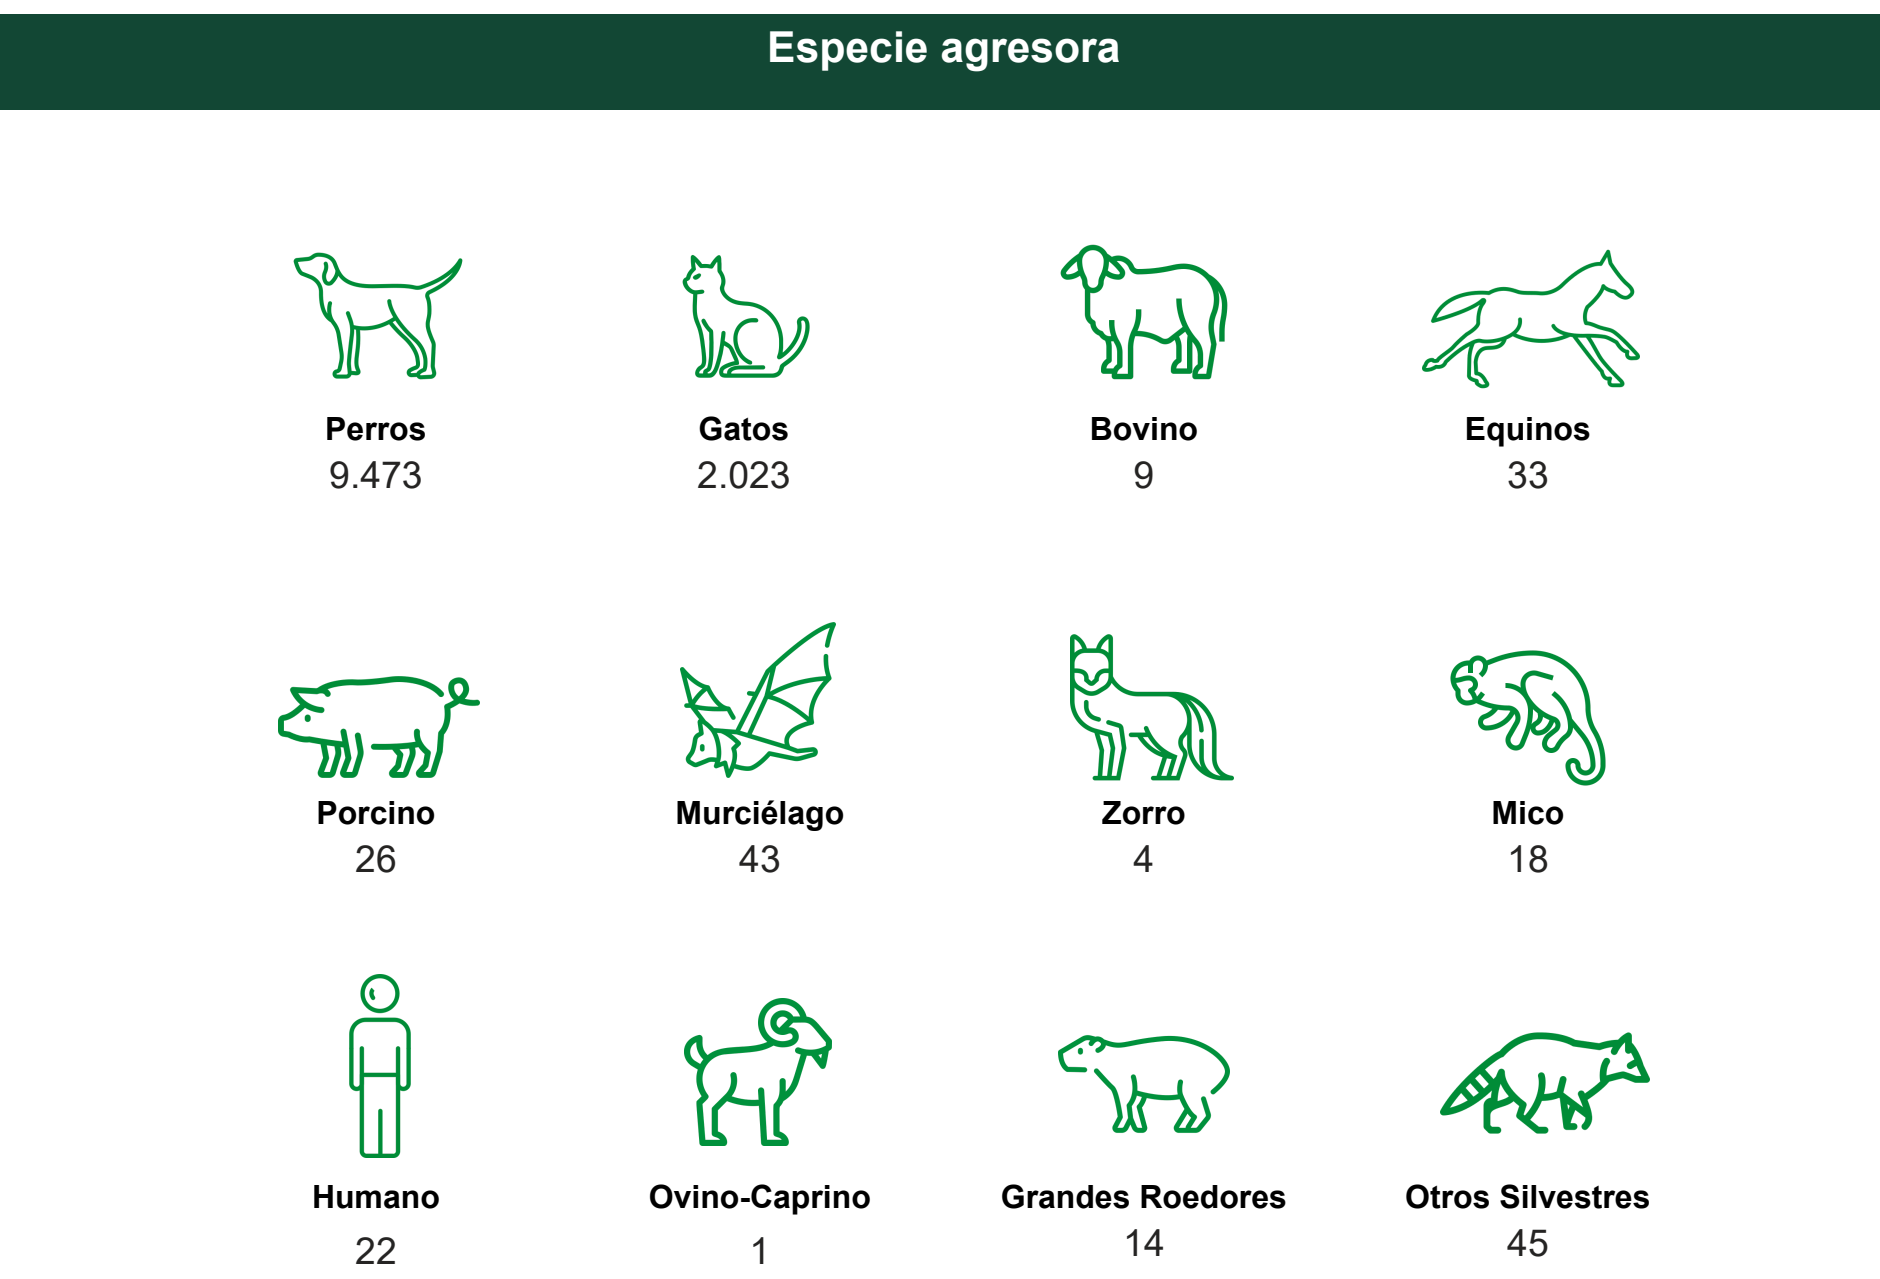 Especie agresora
Perros
9.473
Gatos
2.023
Bovino
9
Equinos
33
Porcino
26
Murciélago
43
Zorro
4
Mico
18
Humano
22
Ovino-Caprino
1
Grandes Roedores
14
Otros Silvestres
45